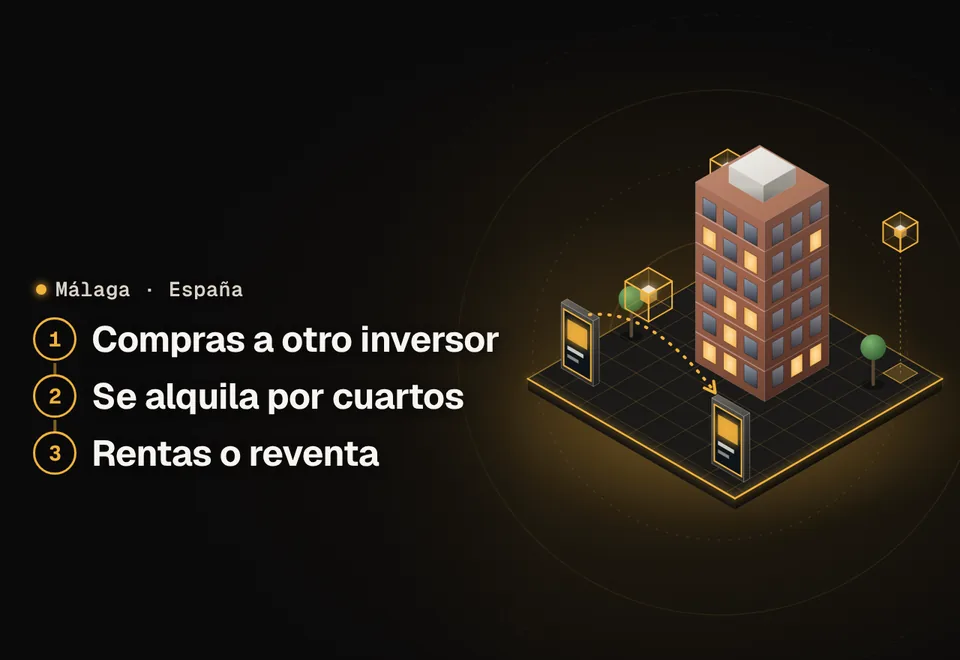 Málaga · España
1 Compras a otro inversor
2 Se alquila por cuartos
3 Rentas o reventa